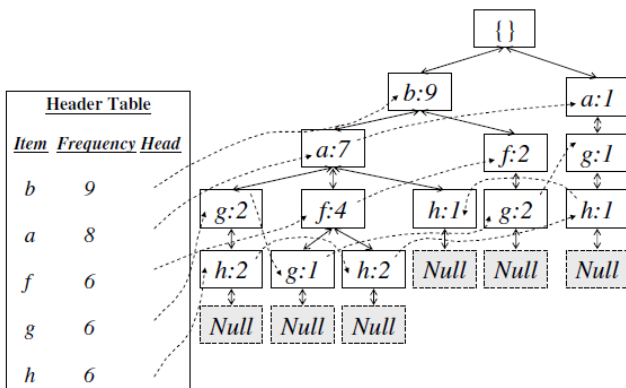 { }
b:9
a:1
Header Table
Item Frequency Head
a:7
f:2
g:1
b 9
g:2
f:4
h:1
g:2
h:1
a 8
h:2
g:1
h:2
Null
Null
Null
f 6
Null
Null
Null
g 6
h 6